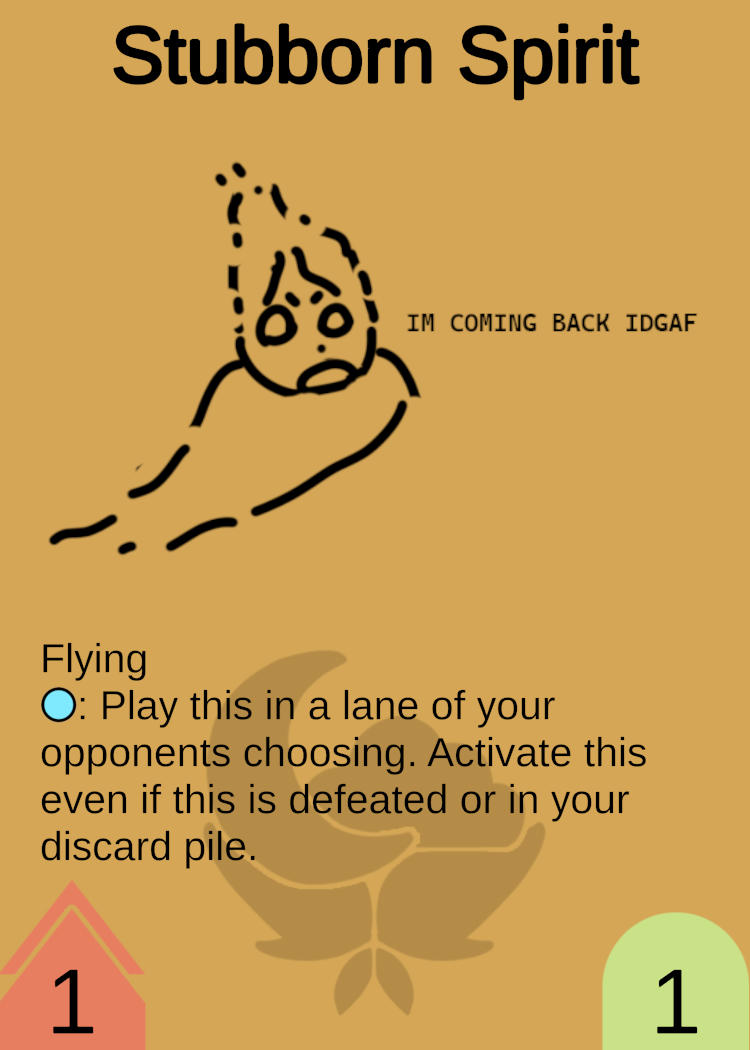 Stubborn Spirit
IM COMING BACK IDGAF
Flying
: Play this in a lane of your
opponents choosing. Activate this
even if this is defeated or in your
discard pile.
1
1